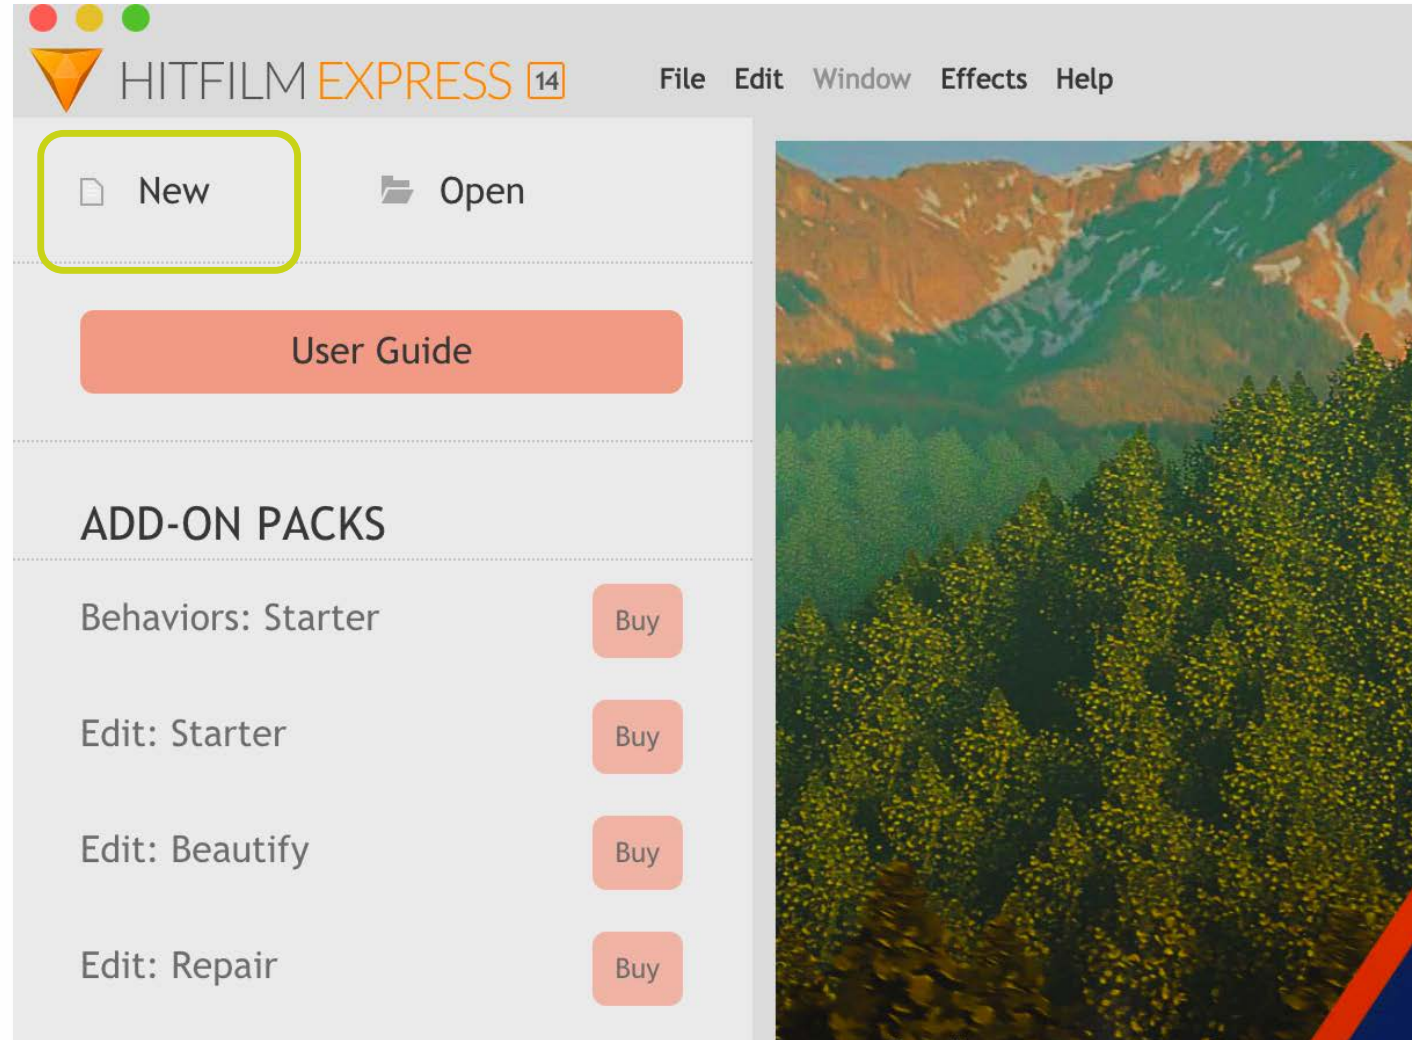 HITFILM EXPRESS 14
File Edit Window Effects Help
New Open
User Guide
ADD-ON PACKS
Behaviors: Starter Buy
Edit: Starter Buy
Edit: Beautify Buy
Edit: Repair Buy